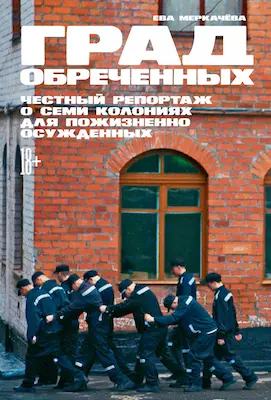 ЕВА МЕРКАЧЁВА
ГРАД
ОБРЕЧЕННЫХ
ЧЕСТНЫЙ РЕПОРТАЖ
О СЕМИ КОЛОНИЯХ
ДЛЯ ПОЖИЗНЕННО
ОСУЖДЕННЫХ
18+